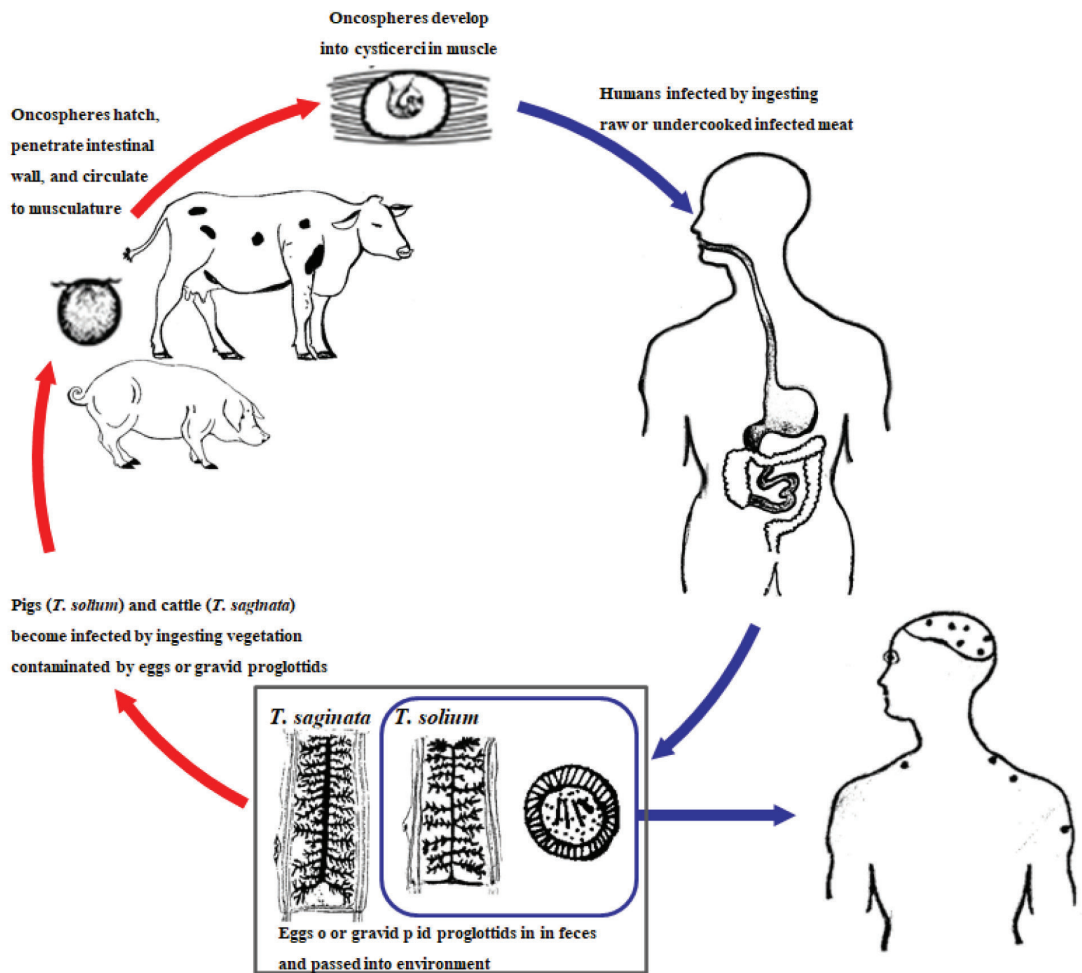 Oncospheres develop
into cysticerci in muscle
Humans infected by ingesting
raw or undercooked infected meat
Oncospheres hatch,
penetrate intestinal
wall, and circulate
to musculature
Pigs (T. solium) and cattle (T. saginata)
become infected by ingesting vegetation
contaminated by eggs or gravid proglottids
T. saginata
T. solium
Eggs o or gravid p id proglottids in in feces
and passed into environment